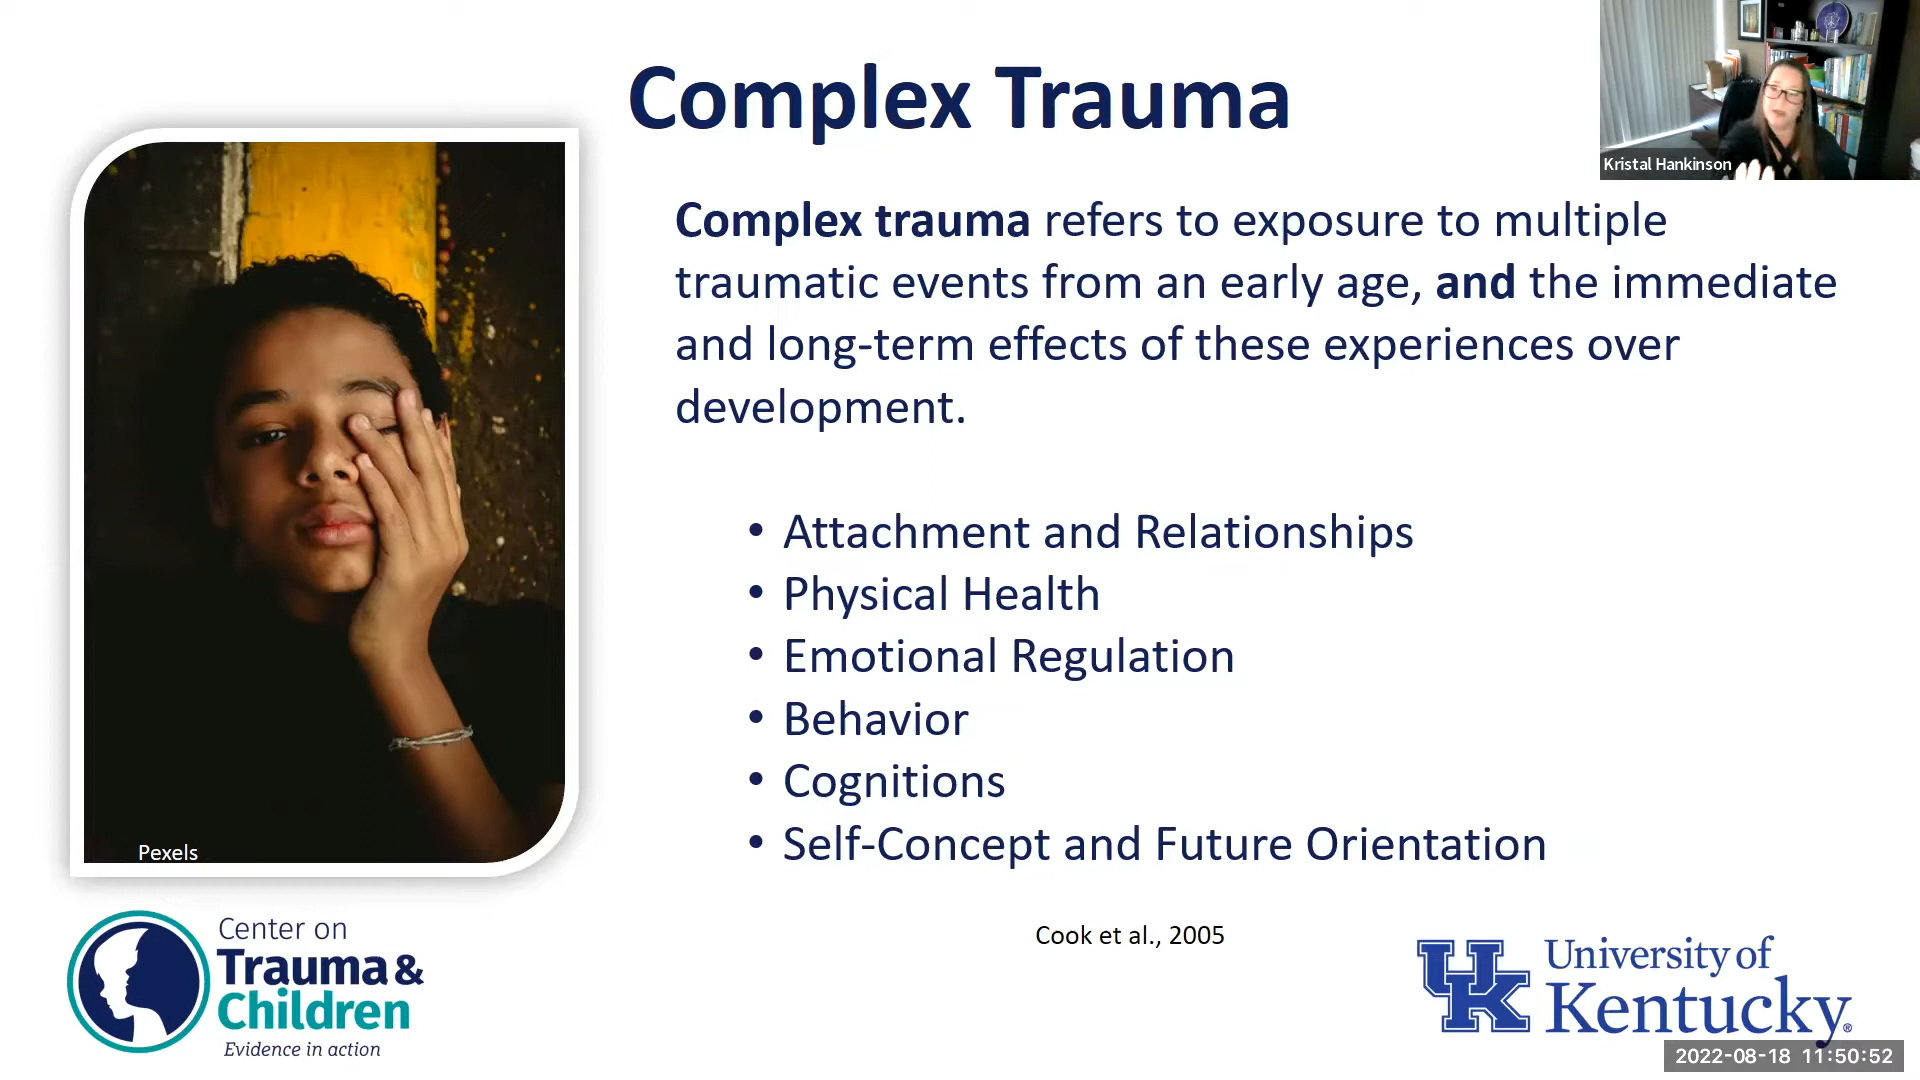 Complex Trauma
Kristal Hankinson
Complex trauma refers to exposure to multiple
traumatic events from an early age, and the immediate
and long-term effects of these experiences over
development.
• Attachment and Relationships
• Physical Health
• Emotional Regulation
• Behavior
• Cognitions
• Self-Concept and Future Orientation
Pexels
Cook et al., 2005
Center on
Trauma &
Children
Evidence in action
UK
University of
Kentucky®
2022-08-18 11:50:52